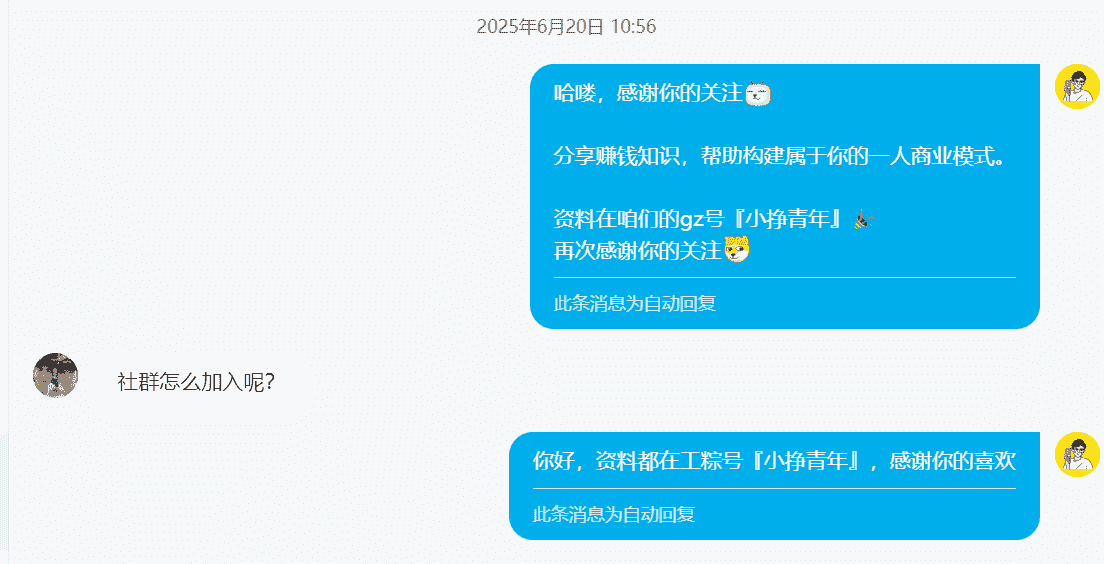 2025年6月20日 10:56
哈喽，感谢你的关注
分享赚钱知识，帮助构建属于你的一人商业模式。
资料在咱们的gz号『小挣青年』
再次感谢你的关注
此条消息为自动回复
社群怎么加入呢？
你好，资料都在工粽号『小挣青年』，感谢你的喜欢
此条消息为自动回复